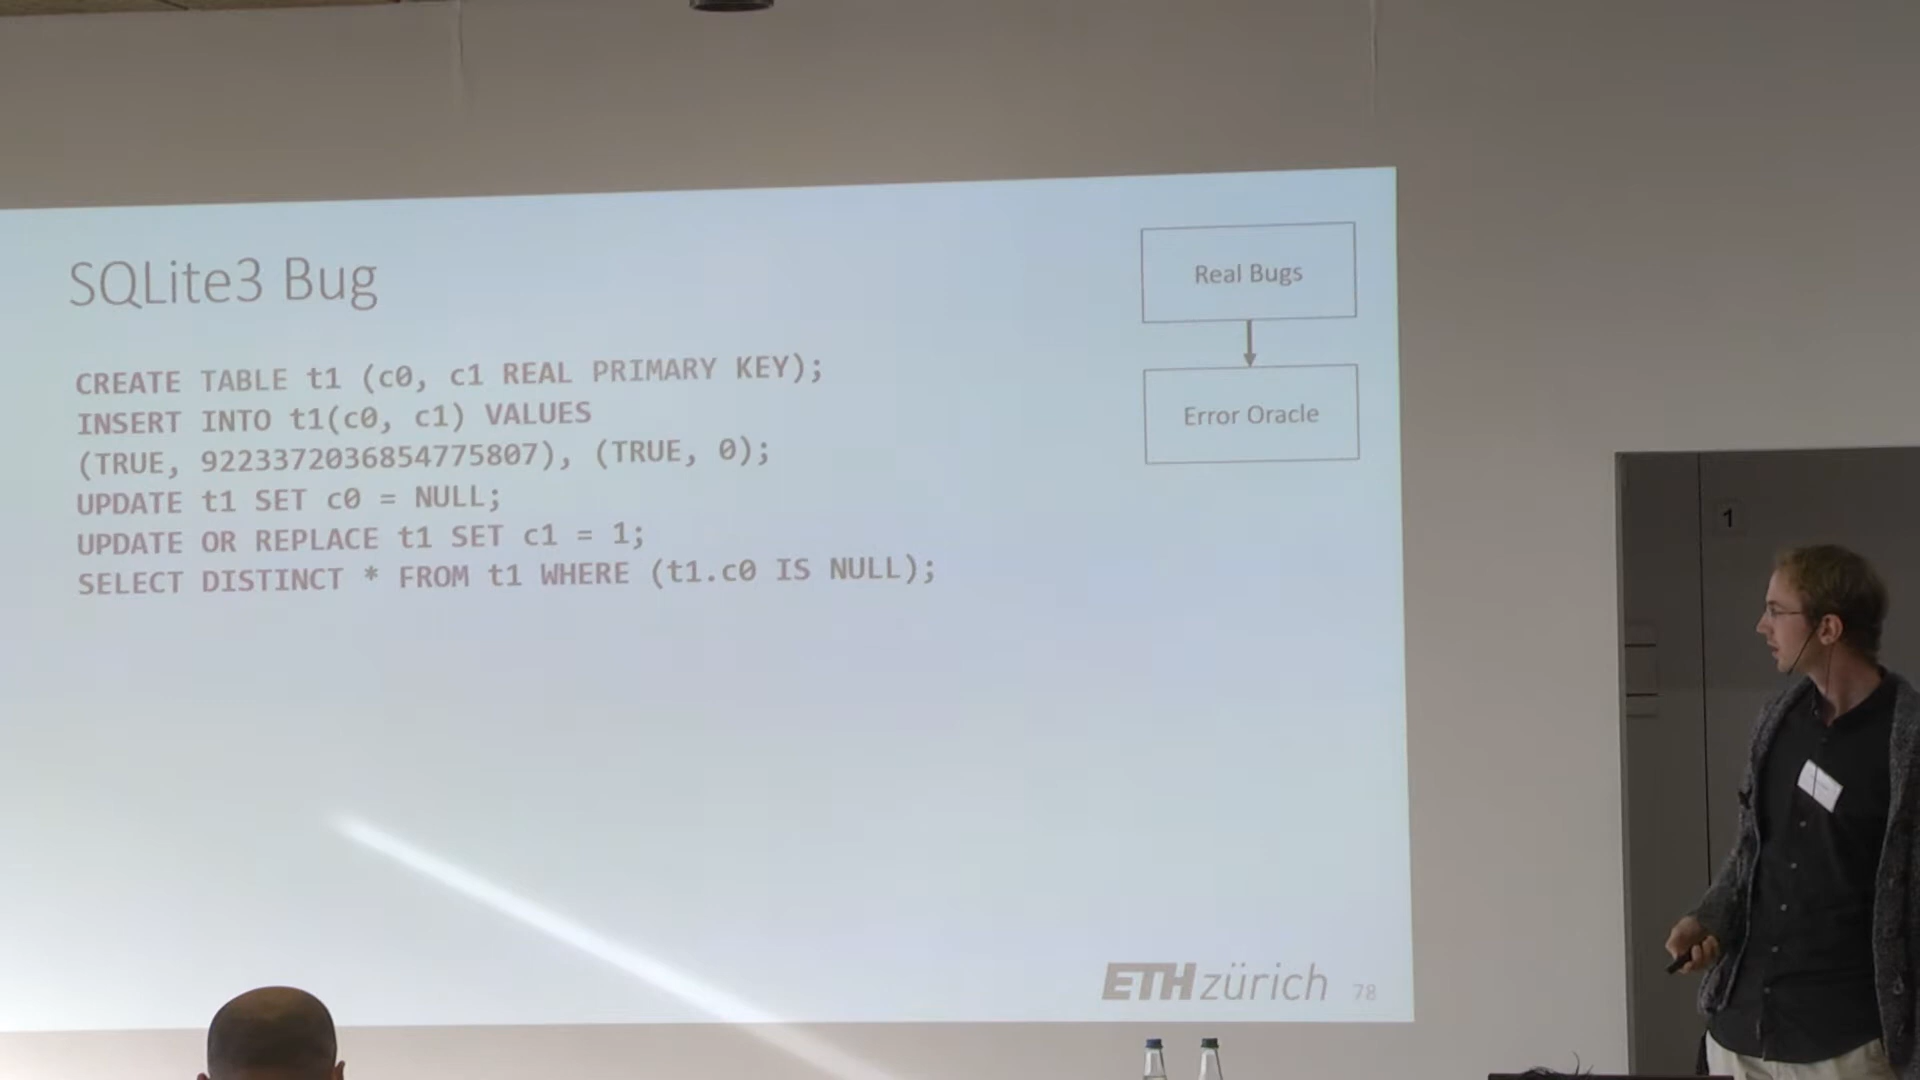 SQLite3 Bug
CREATE TABLE t1 (c0, c1 REAL PRIMARY KEY);
INSERT INTO t1(c0, c1) VALUES
(TRUE, 9223372036854775807), (TRUE, 0);
UPDATE t1 SET c0 = NULL;
UPDATE OR REPLACE t1 SET c1 = 1;
SELECT DISTINCT * FROM t1 WHERE (t1.c0 IS NULL);
Real Bugs
Error Oracle
ETH zürich
78
1